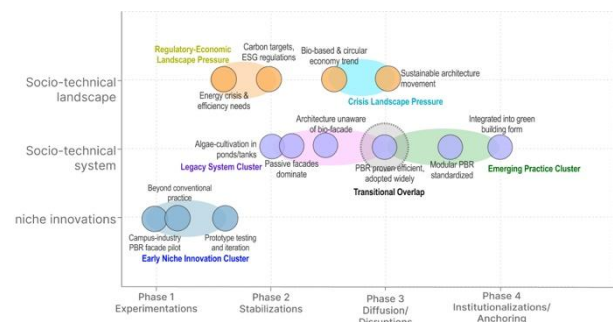 Regulatory-Economic
Landscape Pressure
Carbon targets,
ESG regulations
Bio-based & circular
economy trend
Socio-technical
landscape
Sustainable architecture
movement
Energy crisis &
efficiency needs
Crisis Landscape Pressure
Architecture unaware
of bio-facade
Integrated into green
building form
Algae-cultivation in
ponds/tanks
Socio-technical
system
Legacy System Cluster
Passive facades
dominate
PBR proven efficient,
adopted widely
Modular PBR
standardized
Emerging Practice Cluster
Transitional Overlap
Beyond conventional
practice
niche innovations
Campus-industry
PBR facade pilot
Prototype testing
and iteration
Early Niche Innovation Cluster
Phase 1
Experimentations
Phase 2
Stabilizations
Phase 3
Diffusion/
Disruptions
Phase 4
Institutionalizations/
Anchoring